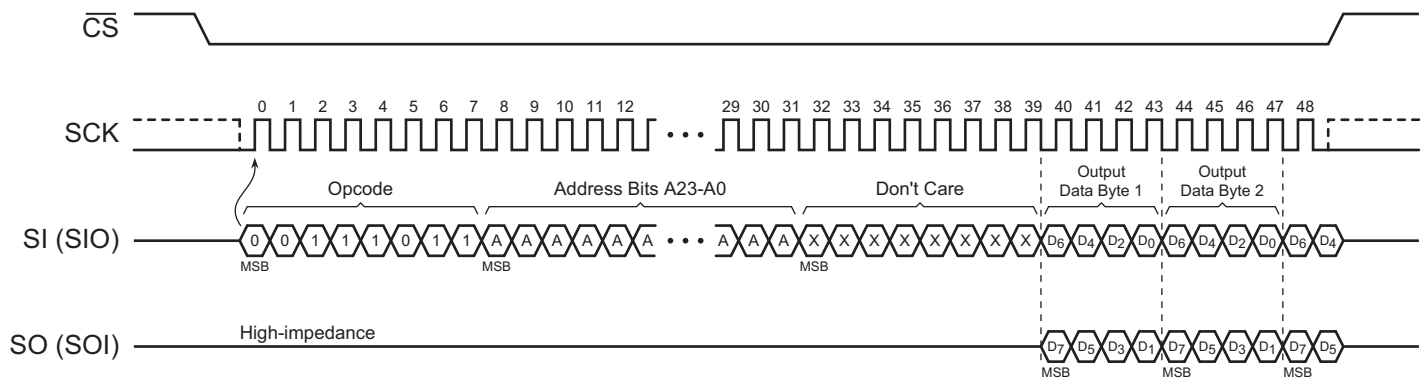 CS
0 1 2 3 4 5 6 7 8 9 10 11 12 29 30 31 32 33 34 35 36 37 38 39 40 41 42 43 44 45 46 47 48
SCK
Opcode Address Bits A23-A0 Don't Care Output Data Byte 1 Output Data Byte 2
SI (SIO) 0 0 1 1 1 0 1 1 A A A A A A • • • A A A X X X X X X X X D6 D4 D2 D0 D6 D4 D2 D0 D6 D4
MSB MSB MSB
High-impedance
SO (SOI) D7 D5 D3 D1 D7 D5 D3 D1 D7 D5
MSB MSB MSB